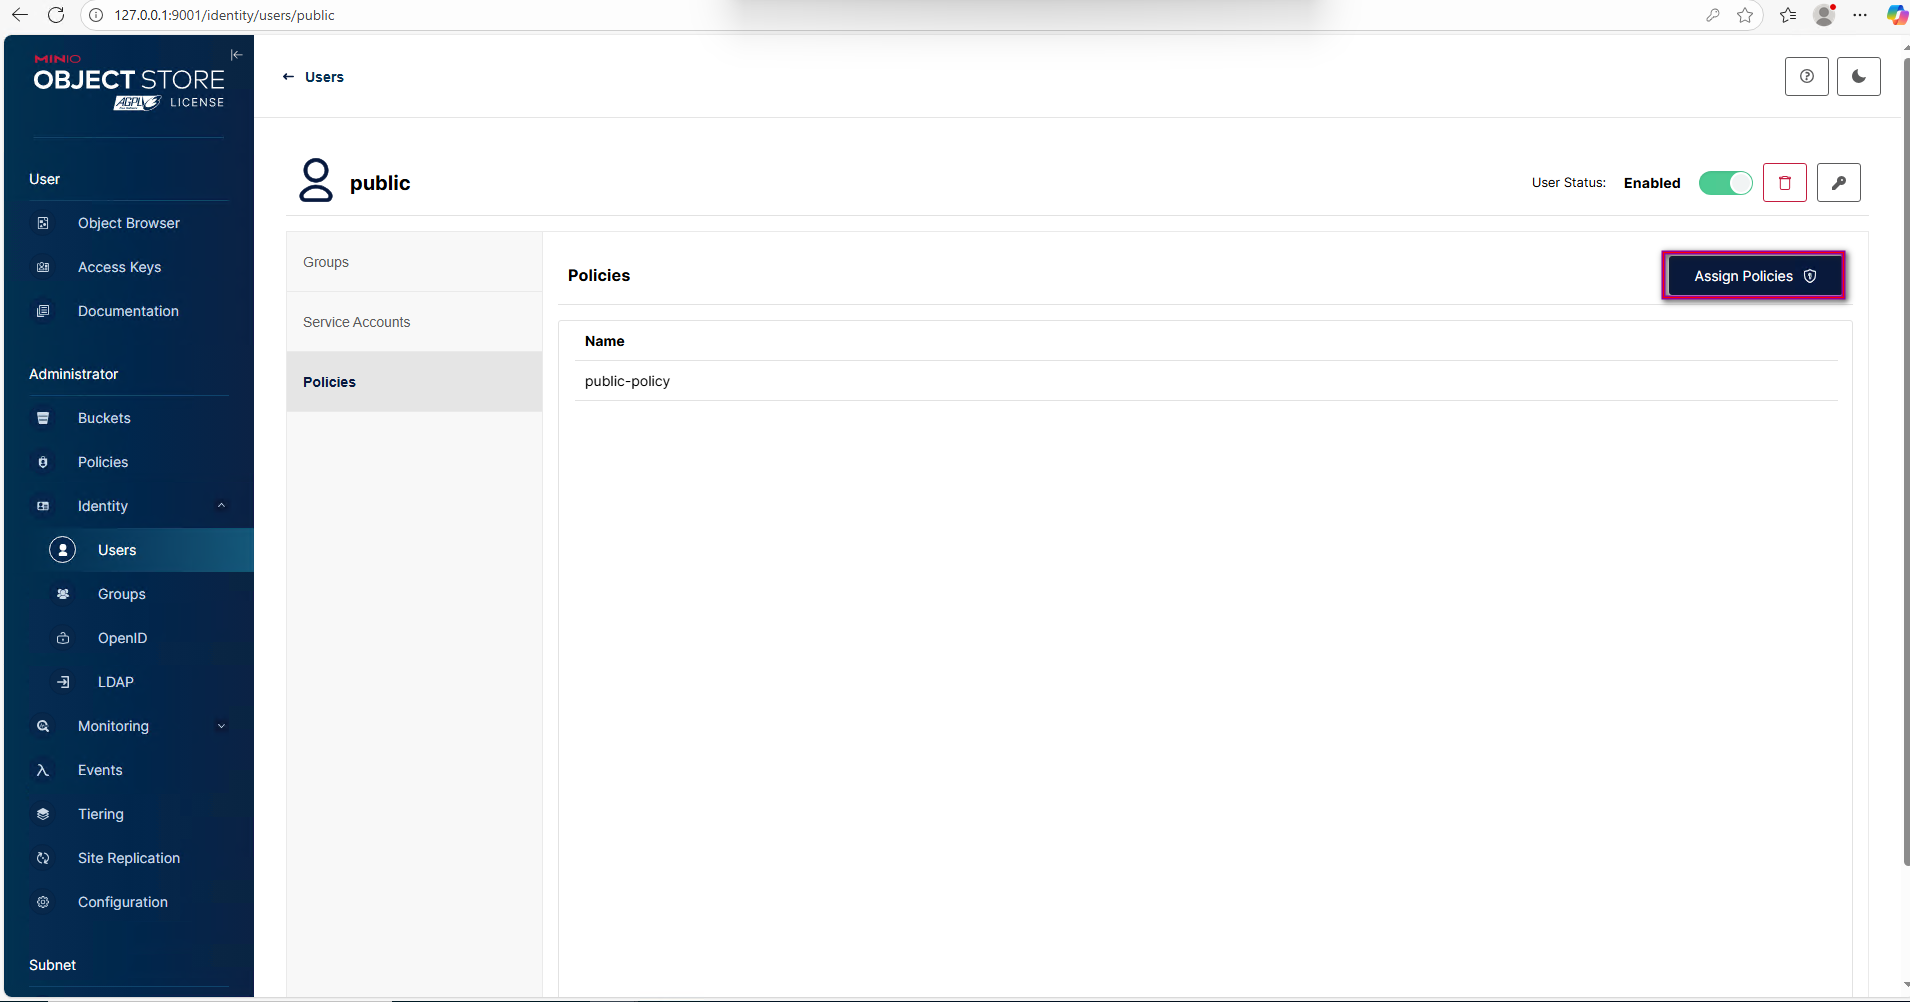 127.0.0.1:9001/identity/users/public
MINIO
OBJECT STORE
AGPLv3 LICENSE
Users
User
Object Browser
Access Keys
Documentation
Administrator
Buckets
Policies
Identity
Users
Groups
OpenID
LDAP
Monitoring
Events
Tiering
Site Replication
Configuration
Subnet
public
User Status: Enabled
Groups
Service Accounts
Policies
Policies
Assign Policies
Name
public-policy